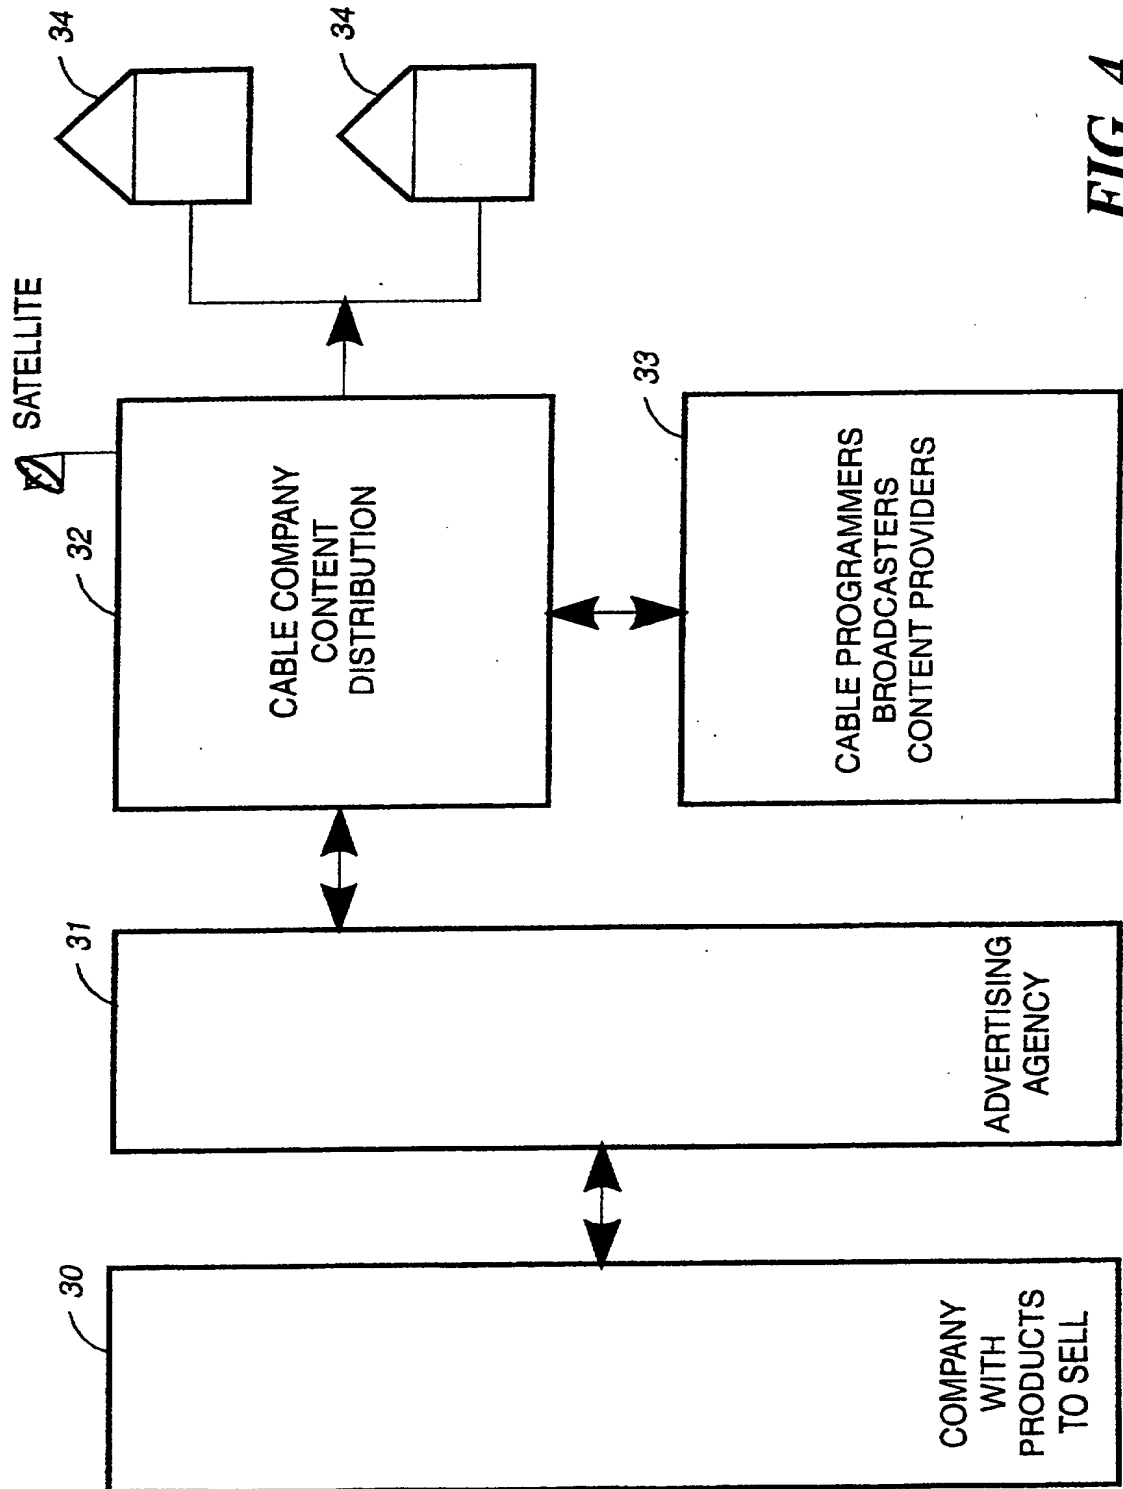 34
34
SATELLITE
32
CABLE COMPANY
CONTENT
DISTRIBUTION
33
CABLE PROGRAMMERS
BROADCASTERS
CONTENT PROVIDERS
31
ADVERTISING
AGENCY
30
COMPANY
WITH
PRODUCTS
TO SELL
FIG. 4